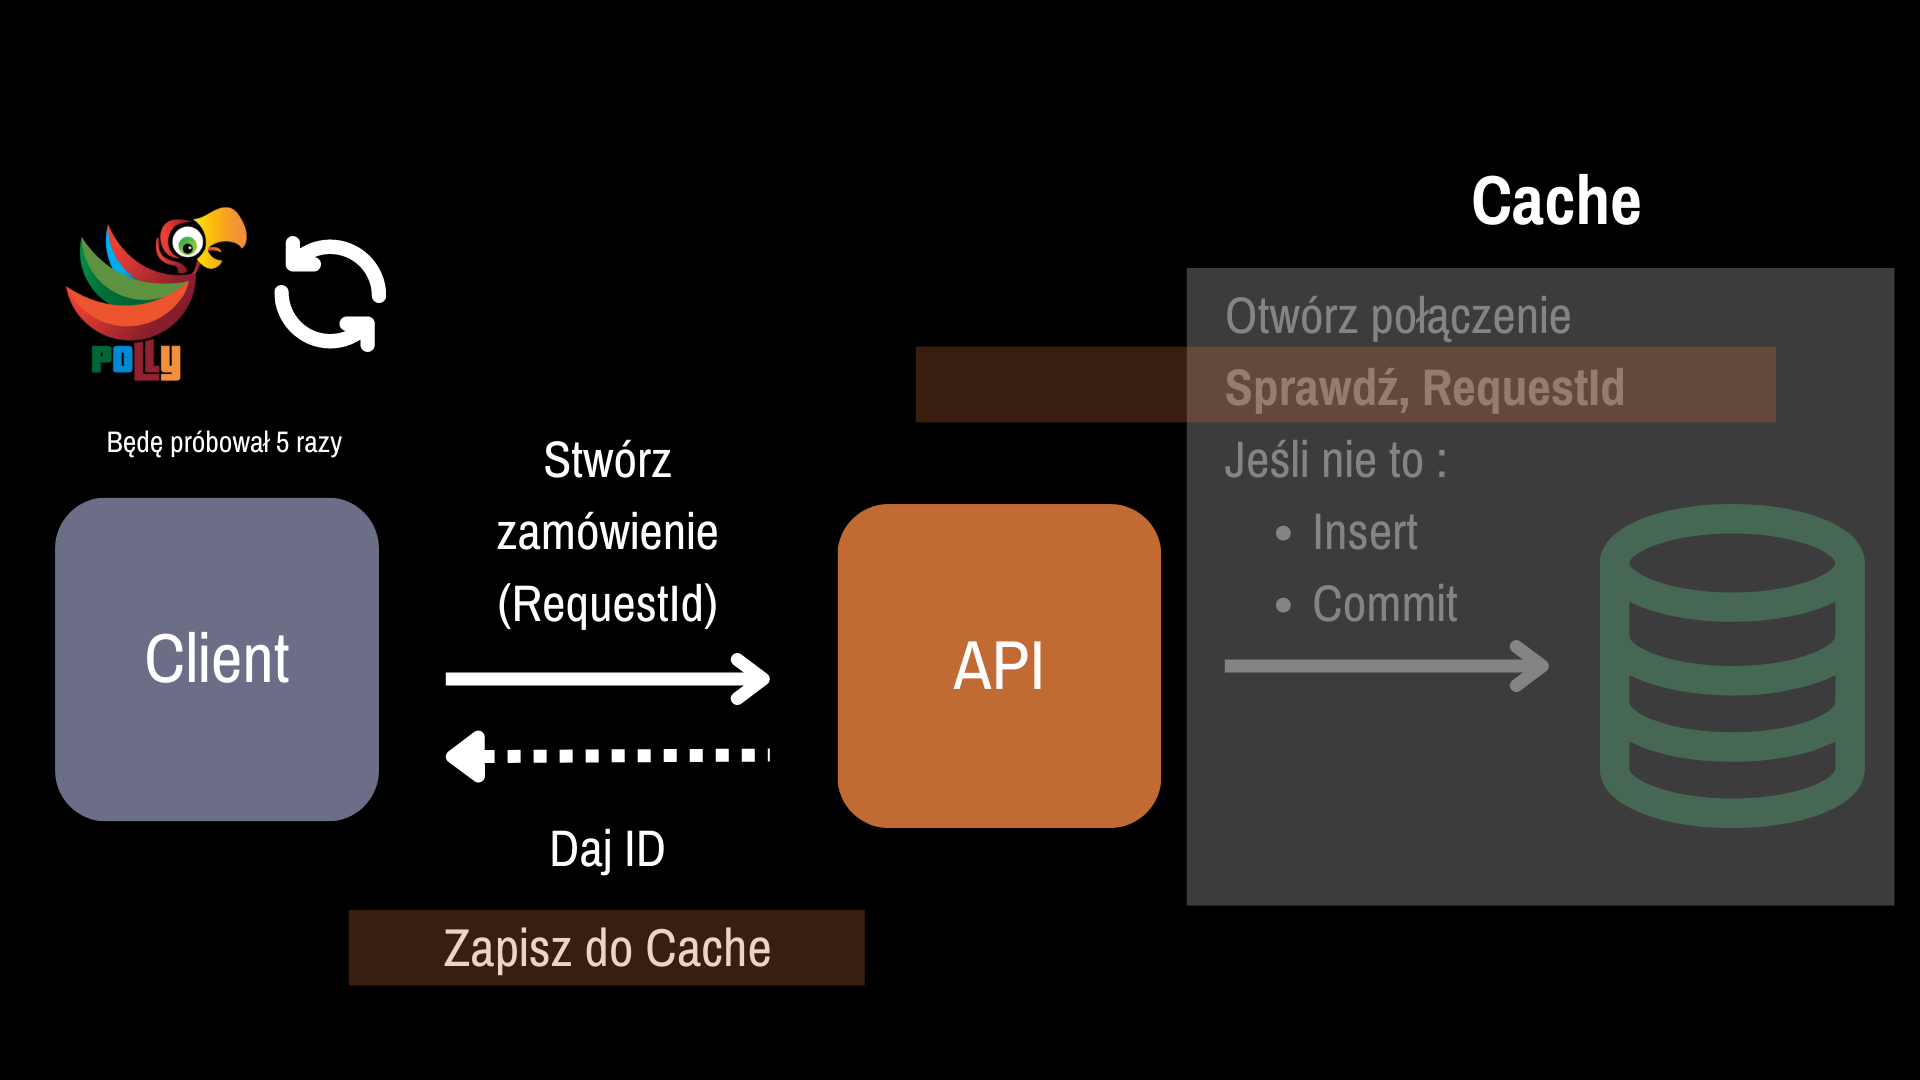 Cache
POLLY
Będę próbował 5 razy
Client
Stwórz
zamówienie
(RequestId)
Daj ID
Zapisz do Cache
API
Otwórz połączenie
Sprawdź, RequestId
Jeśli nie to :
• Insert
• Commit